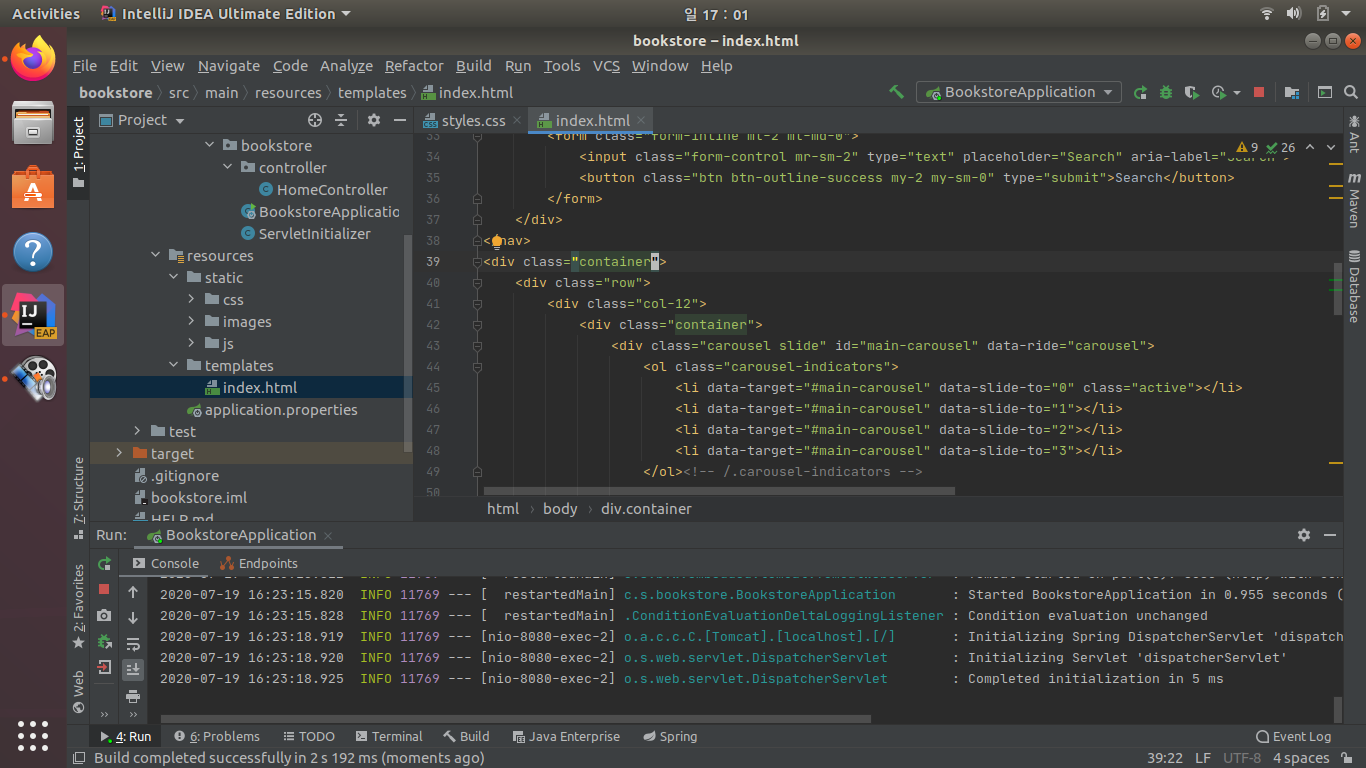 Activities IntelliJ IDEA Ultimate Edition 일 17 : 01
bookstore – index.html
File Edit View Navigate Code Analyze Refactor Build Run Tools VCS Window Help
bookstore src main resources templates index.html BookstoreApplication
Project styles.css index.html
1: Project
7: Structure
2: Favorites
Web
bookstore
controller
HomeController
BookstoreApplicatio
ServletInitializer
resources
static
css
images
js
templates
index.html
application.properties
test
target
.gitignore
bookstore.iml
HELP.md
33 <form class="form-inline mt-2 mt-md-0">
34 <input class="form-control mr-sm-2" type="text" placeholder="Search" aria-label="Search">
35 <button class="btn btn-outline-success my-2 my-sm-0" type="submit">Search</button>
36 </form>
37 </div>
38 </nav>
39 <div class="container">
40 <div class="row">
41 <div class="col-12">
42 <div class="container">
43 <div class="carousel slide" id="main-carousel" data-ride="carousel">
44 <ol class="carousel-indicators">
45 <li data-target="#main-carousel" data-slide-to="0" class="active"></li>
46 <li data-target="#main-carousel" data-slide-to="1"></li>
47 <li data-target="#main-carousel" data-slide-to="2"></li>
48 <li data-target="#main-carousel" data-slide-to="3"></li>
49 </ol><!-- /.carousel-indicators -->
50
9 26
html body div.container
Ant
Maven
Database
IJ EAP
Run: BookstoreApplication
Console Endpoints
2020-07-19 16:23:15.820 INFO 11769 --- [ restartedMain] c.s.bookstore.BookstoreApplication : Started BookstoreApplication in 0.955 seconds (
2020-07-19 16:23:15.828 INFO 11769 --- [ restartedMain] .ConditionEvaluationDeltaLoggingListener : Condition evaluation unchanged
2020-07-19 16:23:18.919 INFO 11769 --- [nio-8080-exec-2] o.a.c.c.C.[Tomcat].[localhost].[/] : Initializing Spring DispatcherServlet 'dispatc
2020-07-19 16:23:18.920 INFO 11769 --- [nio-8080-exec-2] o.s.web.servlet.DispatcherServlet : Initializing Servlet 'dispatcherServlet'
2020-07-19 16:23:18.925 INFO 11769 --- [nio-8080-exec-2] o.s.web.servlet.DispatcherServlet : Completed initialization in 5 ms
4: Run 6: Problems TODO Terminal Build Java Enterprise Spring Event Log
Build completed successfully in 2 s 192 ms (moments ago) 39:22 LF UTF-8 4 spaces